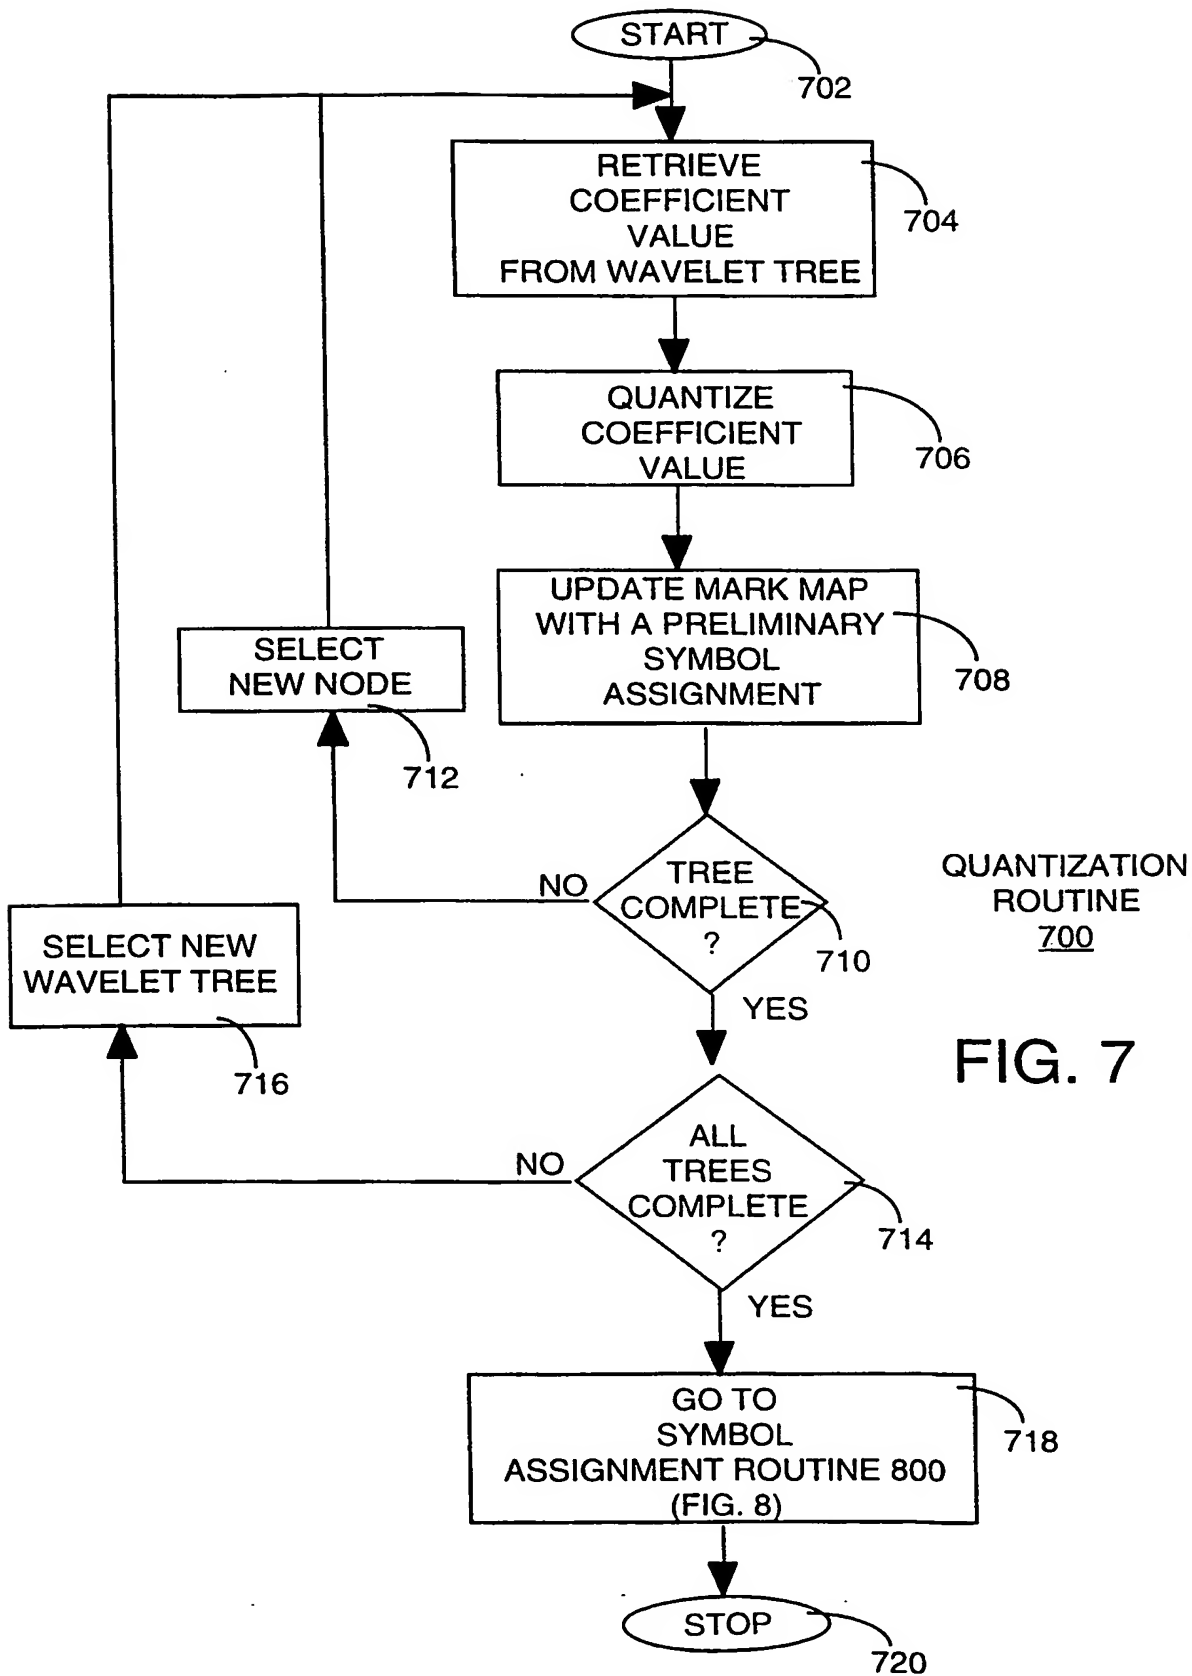 START
702
RETRIEVE
COEFFICIENT
VALUE
FROM WAVELET TREE
704
QUANTIZE
COEFFICIENT
VALUE
706
UPDATE MARK MAP
WITH A PRELIMINARY
SYMBOL
ASSIGNMENT
708
SELECT
NEW NODE
712
TREE
COMPLETE
?
710
NO
YES
QUANTIZATION
ROUTINE
700
SELECT NEW
WAVELET TREE
716
FIG. 7
ALL
TREES
COMPLETE
?
714
NO
YES
GO TO
SYMBOL
ASSIGNMENT ROUTINE 800
(FIG. 8)
718
STOP
720